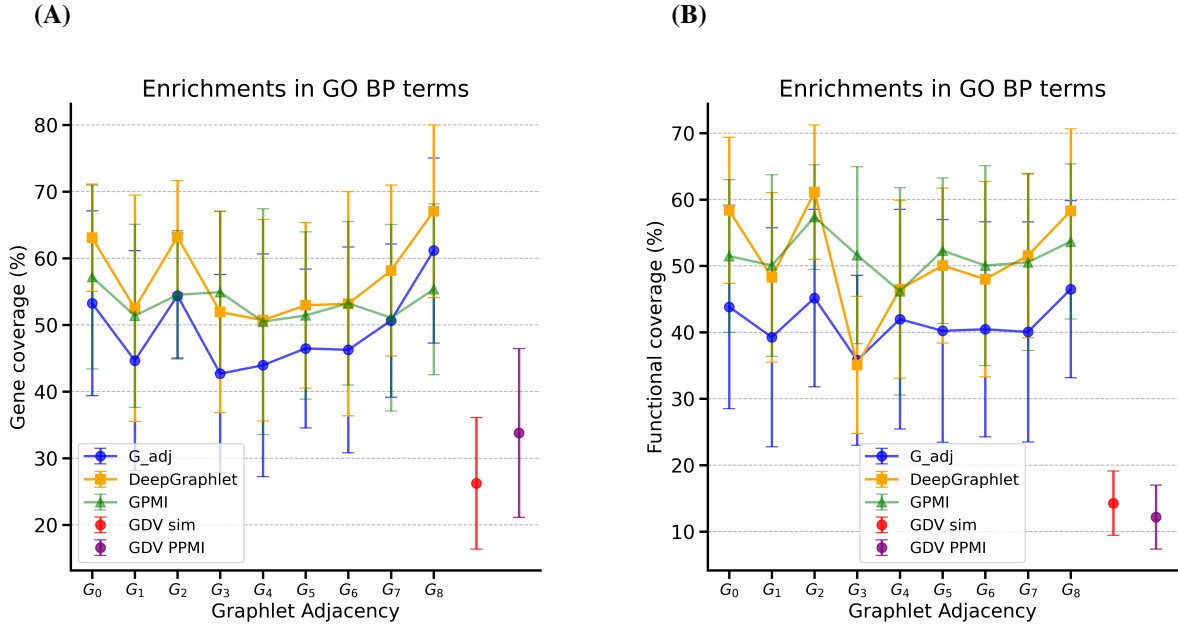 (A)
Enrichments in GO BP terms
Gene coverage (%)
80
70
60
50
40
30
20
G_adj
DeepGraphlet
GPMI
GDV sim
GDV PPMI
G0 G1 G2 G3 G4 G5 G6 G7 G8
Graphlet Adjacency
(B)
Enrichments in GO BP terms
Functional coverage (%)
70
60
50
40
30
20
10
G_adj
DeepGraphlet
GPMI
GDV sim
GDV PPMI
G0 G1 G2 G3 G4 G5 G6 G7 G8
Graphlet Adjacency